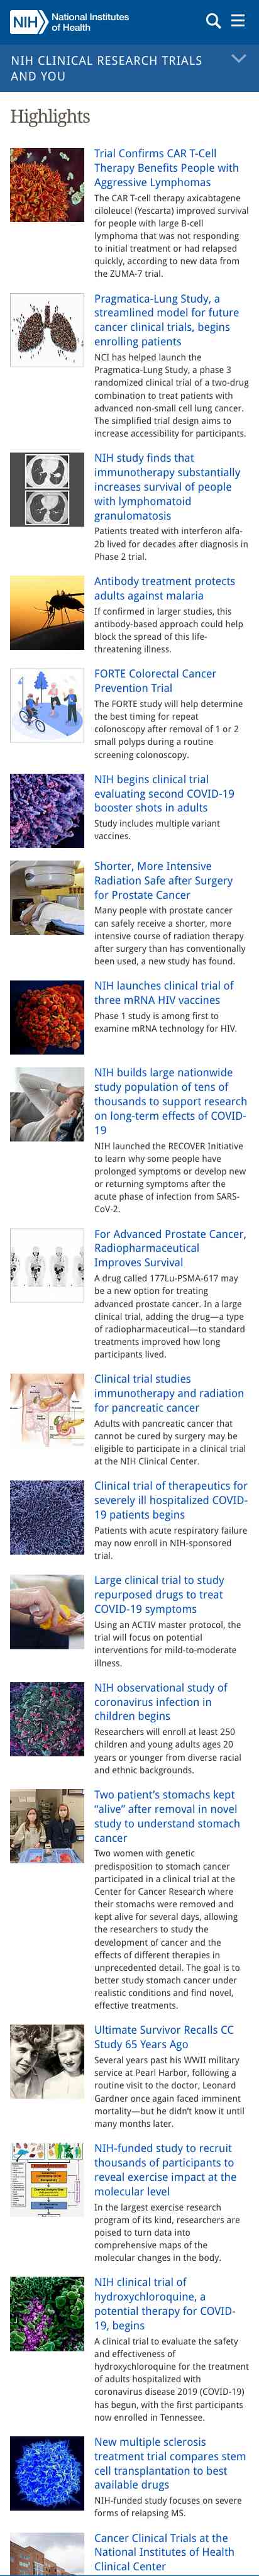 NIH
National Institutes
of Health
NIH CLINICAL RESEARCH TRIALS
AND YOU
Highlights
Trial Confirms CAR T-Cell
Therapy Benefits People with
Aggressive Lymphomas
The CAR T-cell therapy axicabtagene
ciloleucel (Yescarta) improved survival
for people with large B-cell
lymphoma that was not responding
to initial treatment or had relapsed
quickly, according to new data from
the ZUMA-7 trial.
Pragmatica-Lung Study, a
streamlined model for future
cancer clinical trials, begins
enrolling patients
NCI has helped launch the
Pragmatica-Lung Study, a phase 3
randomized clinical trial of a two-drug
combination to treat patients with
advanced non-small cell lung cancer.
The simplified trial design aims to
increase accessibility for participants.
NIH study finds that
immunotherapy substantially
increases survival of people
with lymphomatoid
granulomatosis
Patients treated with interferon alfa-
2b lived for decades after diagnosis in
Phase 2 trial.
Antibody treatment protects
adults against malaria
If confirmed in larger studies, this
antibody-based approach could help
block the spread of this life-
threatening illness.
FORTE Colorectal Cancer
Prevention Trial
The FORTE study will help determine
the best timing for repeat
colonoscopy after removal of 1 or 2
small polyps during a routine
screening colonoscopy.
NIH begins clinical trial
evaluating second COVID-19
booster shots in adults
Study includes multiple variant
vaccines.
Shorter, More Intensive
Radiation Safe after Surgery
for Prostate Cancer
Many people with prostate cancer
can safely receive a shorter, more
intensive course of radiation therapy
after surgery than has conventionally
been used, a new study has found.
NIH launches clinical trial of
three mRNA HIV vaccines
Phase 1 study is among first to
examine mRNA technology for HIV.
NIH builds large nationwide
study population of tens of
thousands to support research
on long-term effects of COVID-
19
NIH launched the RECOVER Initiative
to learn why some people have
prolonged symptoms or develop new
or returning symptoms after the
acute phase of infection from SARS-
CoV-2.
For Advanced Prostate Cancer,
Radiopharmaceutical
Improves Survival
A drug called 177Lu-PSMA-617 may
be a new option for treating
advanced prostate cancer. In a large
clinical trial, adding the drug—a type
of radiopharmaceutical—to standard
treatments improved how long
participants lived.
Clinical trial studies
immunotherapy and radiation
for pancreatic cancer
Adults with pancreatic cancer that
cannot be cured by surgery may be
eligible to participate in a clinical trial
at the NIH Clinical Center.
Clinical trial of therapeutics for
severely ill hospitalized COVID-
19 patients begins
Patients with acute respiratory failure
may now enroll in NIH-sponsored
trial.
Large clinical trial to study
repurposed drugs to treat
COVID-19 symptoms
Using an ACTIV master protocol, the
trial will focus on potential
interventions for mild-to-moderate
illness.
NIH observational study of
coronavirus infection in
children begins
Researchers will enroll at least 250
children and young adults ages 20
years or younger from diverse racial
and ethnic backgrounds.
Two patient’s stomachs kept
“alive” after removal in novel
study to understand stomach
cancer
Two women with genetic
predisposition to stomach cancer
participated in a clinical trial at the
Center for Cancer Research where
their stomachs were removed and
kept alive for several days, allowing
the researchers to study the
development of cancer and the
effects of different therapies in
unprecedented detail. The goal is to
better study stomach cancer under
realistic conditions and find novel,
effective treatments.
Ultimate Survivor Recalls CC
Study 65 Years Ago
Several years past his WWII military
service at Pearl Harbor, following a
routine visit to the doctor, Leonard
Gardner once again faced imminent
mortality—but he didn’t know it until
many months later.
NIH-funded study to recruit
thousands of participants to
reveal exercise impact at the
molecular level
In the largest exercise research
program of its kind, researchers are
poised to turn data into
comprehensive maps of the
molecular changes in the body.
NIH clinical trial of
hydroxychloroquine, a
potential therapy for COVID-
19, begins
A clinical trial to evaluate the safety
and effectiveness of
hydroxychloroquine for the treatment
of adults hospitalized with
coronavirus disease 2019 (COVID-19)
has begun, with the first participants
now enrolled in Tennessee.
New multiple sclerosis
treatment trial compares stem
cell transplantation to best
available drugs
NIH-funded study focuses on severe
forms of relapsing MS.
Cancer Clinical Trials at the
National Institutes of Health
Clinical Center